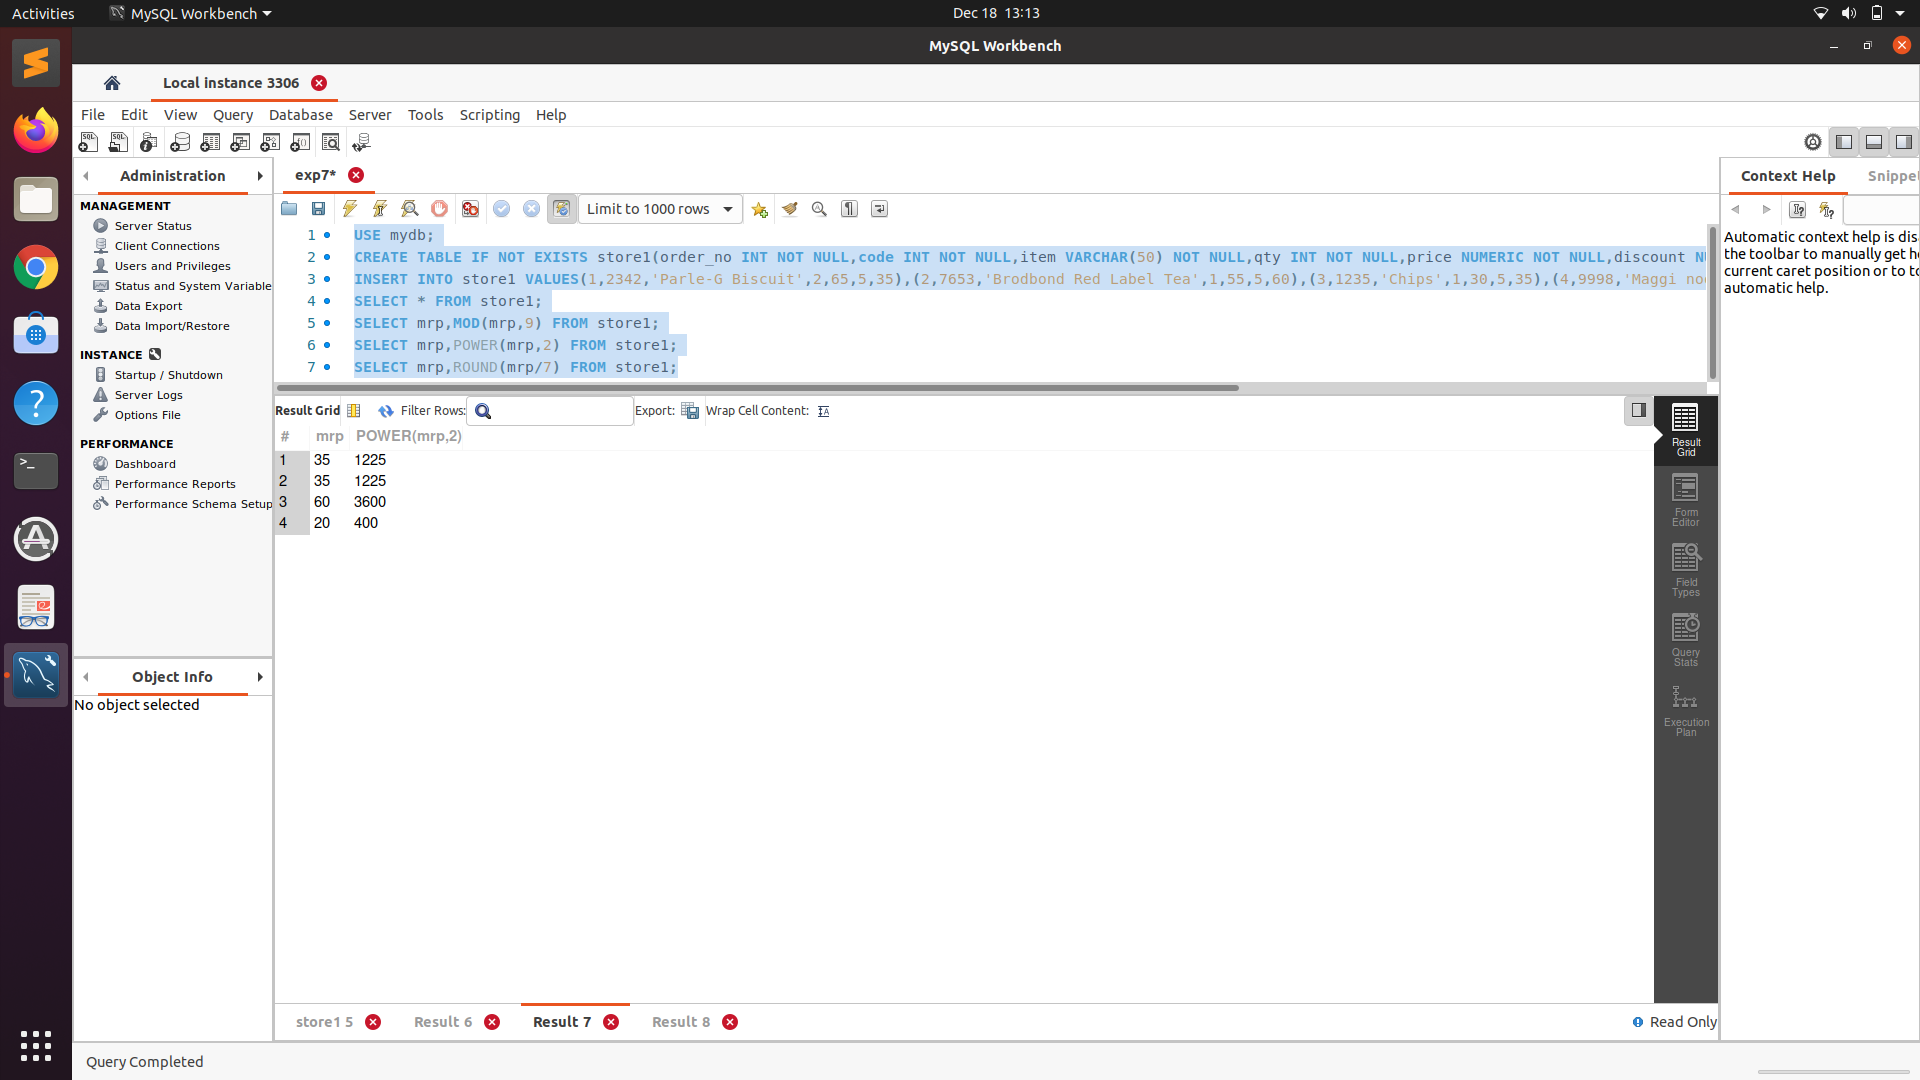 Activities
MySQL Workbench
Dec 18 13:13
MySQL Workbench
Local instance 3306
File Edit View Query Database Server Tools Scripting Help
Administration
MANAGEMENT
Server Status
Client Connections
Users and Privileges
Status and System Variable
Data Export
Data Import/Restore
INSTANCE
Startup / Shutdown
Server Logs
Options File
PERFORMANCE
Dashboard
Performance Reports
Performance Schema Setup
Object Info
No object selected
exp7*
Limit to 1000 rows
1 USE mydb;
2 CREATE TABLE IF NOT EXISTS store1(order_no INT NOT NULL,code INT NOT NULL,item VARCHAR(50) NOT NULL,qty INT NOT NULL,price NUMERIC NOT NULL,discount NU
3 INSERT INTO store1 VALUES(1,2342,'Parle-G Biscuit',2,65,5,35),(2,7653,'Brodbond Red Label Tea',1,55,5,60),(3,1235,'Chips',1,30,5,35),(4,9998,'Maggi noo
4 SELECT * FROM store1;
5 SELECT mrp,MOD(mrp,9) FROM store1;
6 SELECT mrp,POWER(mrp,2) FROM store1;
7 SELECT mrp,ROUND(mrp/7) FROM store1;
Result Grid Filter Rows: Export: Wrap Cell Content:
# mrp POWER(mrp,2)
1 35 1225
2 35 1225
3 60 3600
4 20 400
Result Grid
Form Editor
Field Types
Query Stats
Execution Plan
store1 5 Result 6 Result 7 Result 8
Read Only
Context Help Snippet
Automatic context help is dis
the toolbar to manually get he
current caret position or to to
automatic help.
Query Completed